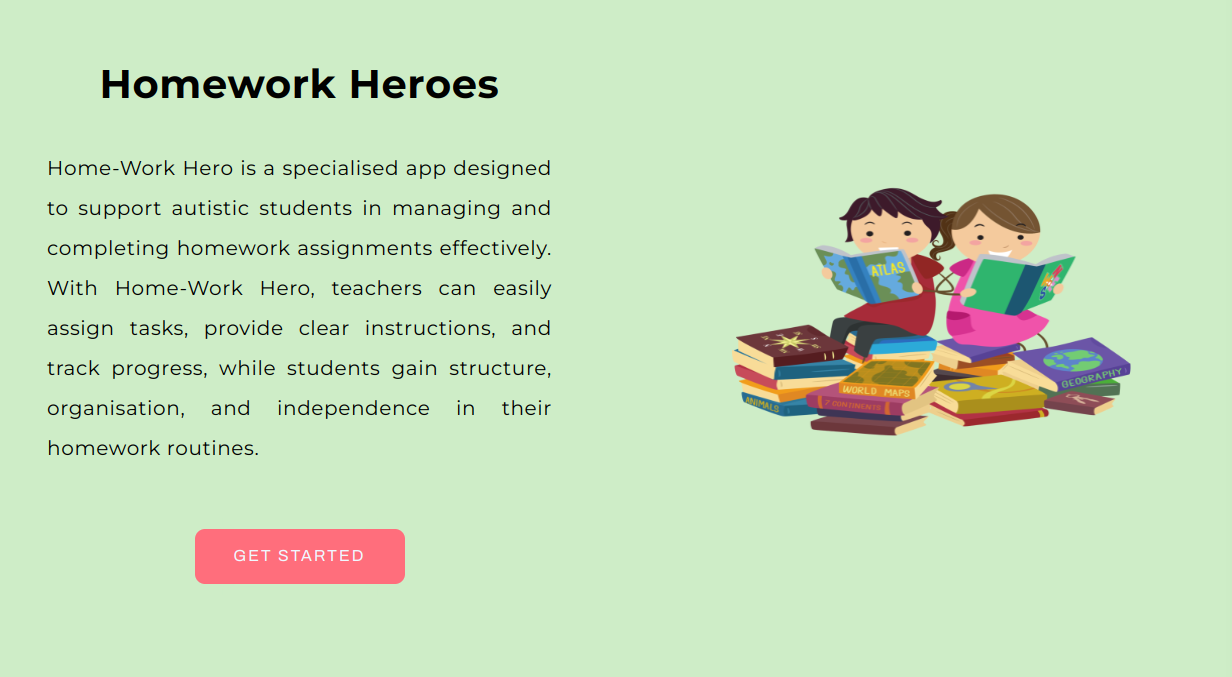 Homework Heroes
Home-Work Hero is a specialised app designed
to support autistic students in managing and
completing homework assignments effectively.
With Home-Work Hero, teachers can easily
assign tasks, provide clear instructions, and
track progress, while students gain structure,
organisation, and independence in their
homework routines.
GET STARTED
ATLAS
WORLD MAPS
7 CONTINENTS
ANIMALS
GEOGRAPHY